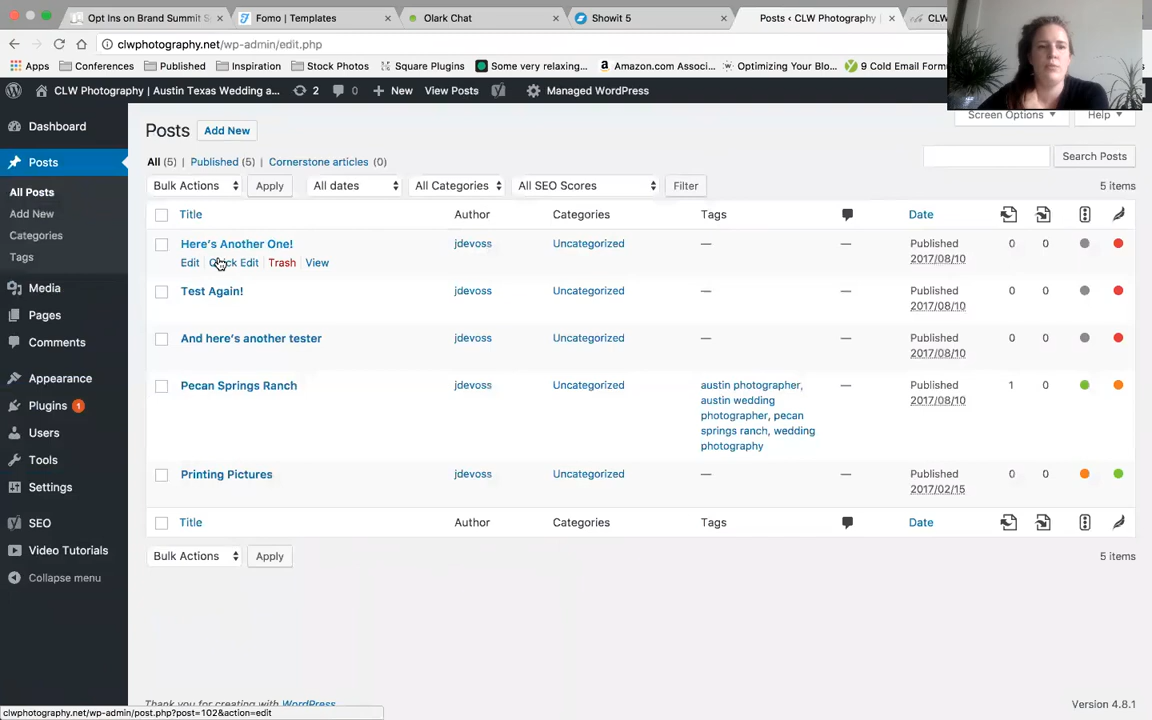 Opt Ins on Brand Summit S
Fomo | Templates
Olark Chat
Showit 5
Posts ‹ CLW Photography |
CLW
clwphotography.net/wp-admin/edit.php
Apps
Conferences
Published
Inspiration
Stock Photos
Square Plugins
Some very relaxing...
Amazon.com Associ...
Optimizing Your Blo...
9 Cold Email Form
CLW Photography | Austin Texas Wedding a...
2
0
New
View Posts
Managed WordPress
Dashboard
Posts
All Posts
Add New
Categories
Tags
Media
Pages
Comments
Appearance
Plugins 1
Users
Tools
Settings
SEO
Video Tutorials
Collapse menu
Posts
Add New
Screen Options
Help
All (5) | Published (5) | Cornerstone articles (0)
Search Posts
Bulk Actions
Apply
All dates
All Categories
All SEO Scores
Filter
5 items
Title Author Categories Tags Date
Here's Another One! jdevoss Uncategorized — — Published 0 0
2017/08/10
Edit | Quick Edit | Trash | View
Test Again! jdevoss Uncategorized — — Published 0 0
2017/08/10
And here's another tester jdevoss Uncategorized — — Published 0 0
2017/08/10
Pecan Springs Ranch jdevoss Uncategorized austin photographer, — Published 1 0
austin wedding 2017/08/10
photographer, pecan
springs ranch, wedding
photography
Printing Pictures jdevoss Uncategorized — — Published 0 0
2017/02/15
Title Author Categories Tags Date
Bulk Actions
Apply
5 items
Thank you for creating with WordPress.
Version 4.8.1
clwphotography.net/wp-admin/post.php?post=102&action=edit